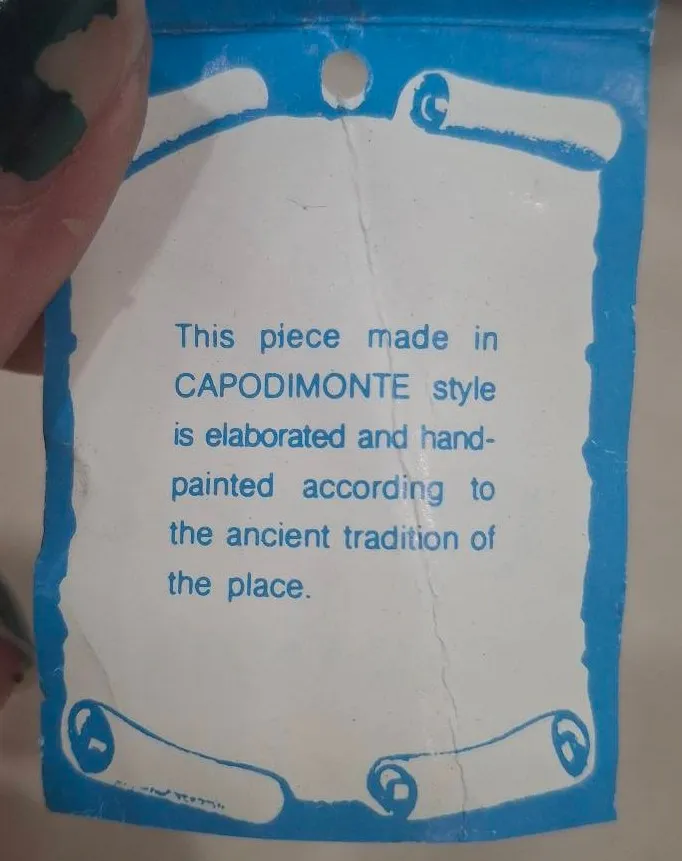 This piece made in
CAPODIMONTE style
is elaborated and hand-
painted according to
the ancient tradition of
the place.